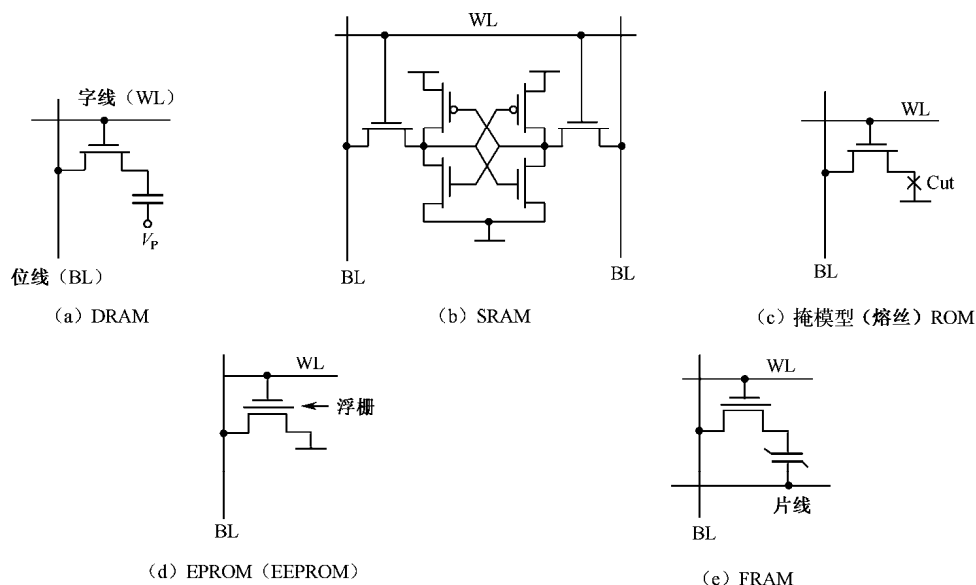 WL
字线（WL）
WL
Cut
V_P
BL
BL
BL
位线（BL）
（a）DRAM
（b）SRAM
（c）掩模型（熔丝）ROM
WL
WL
浮栅
片线
BL
BL
（d）EPROM（EEPROM）
（e）FRAM